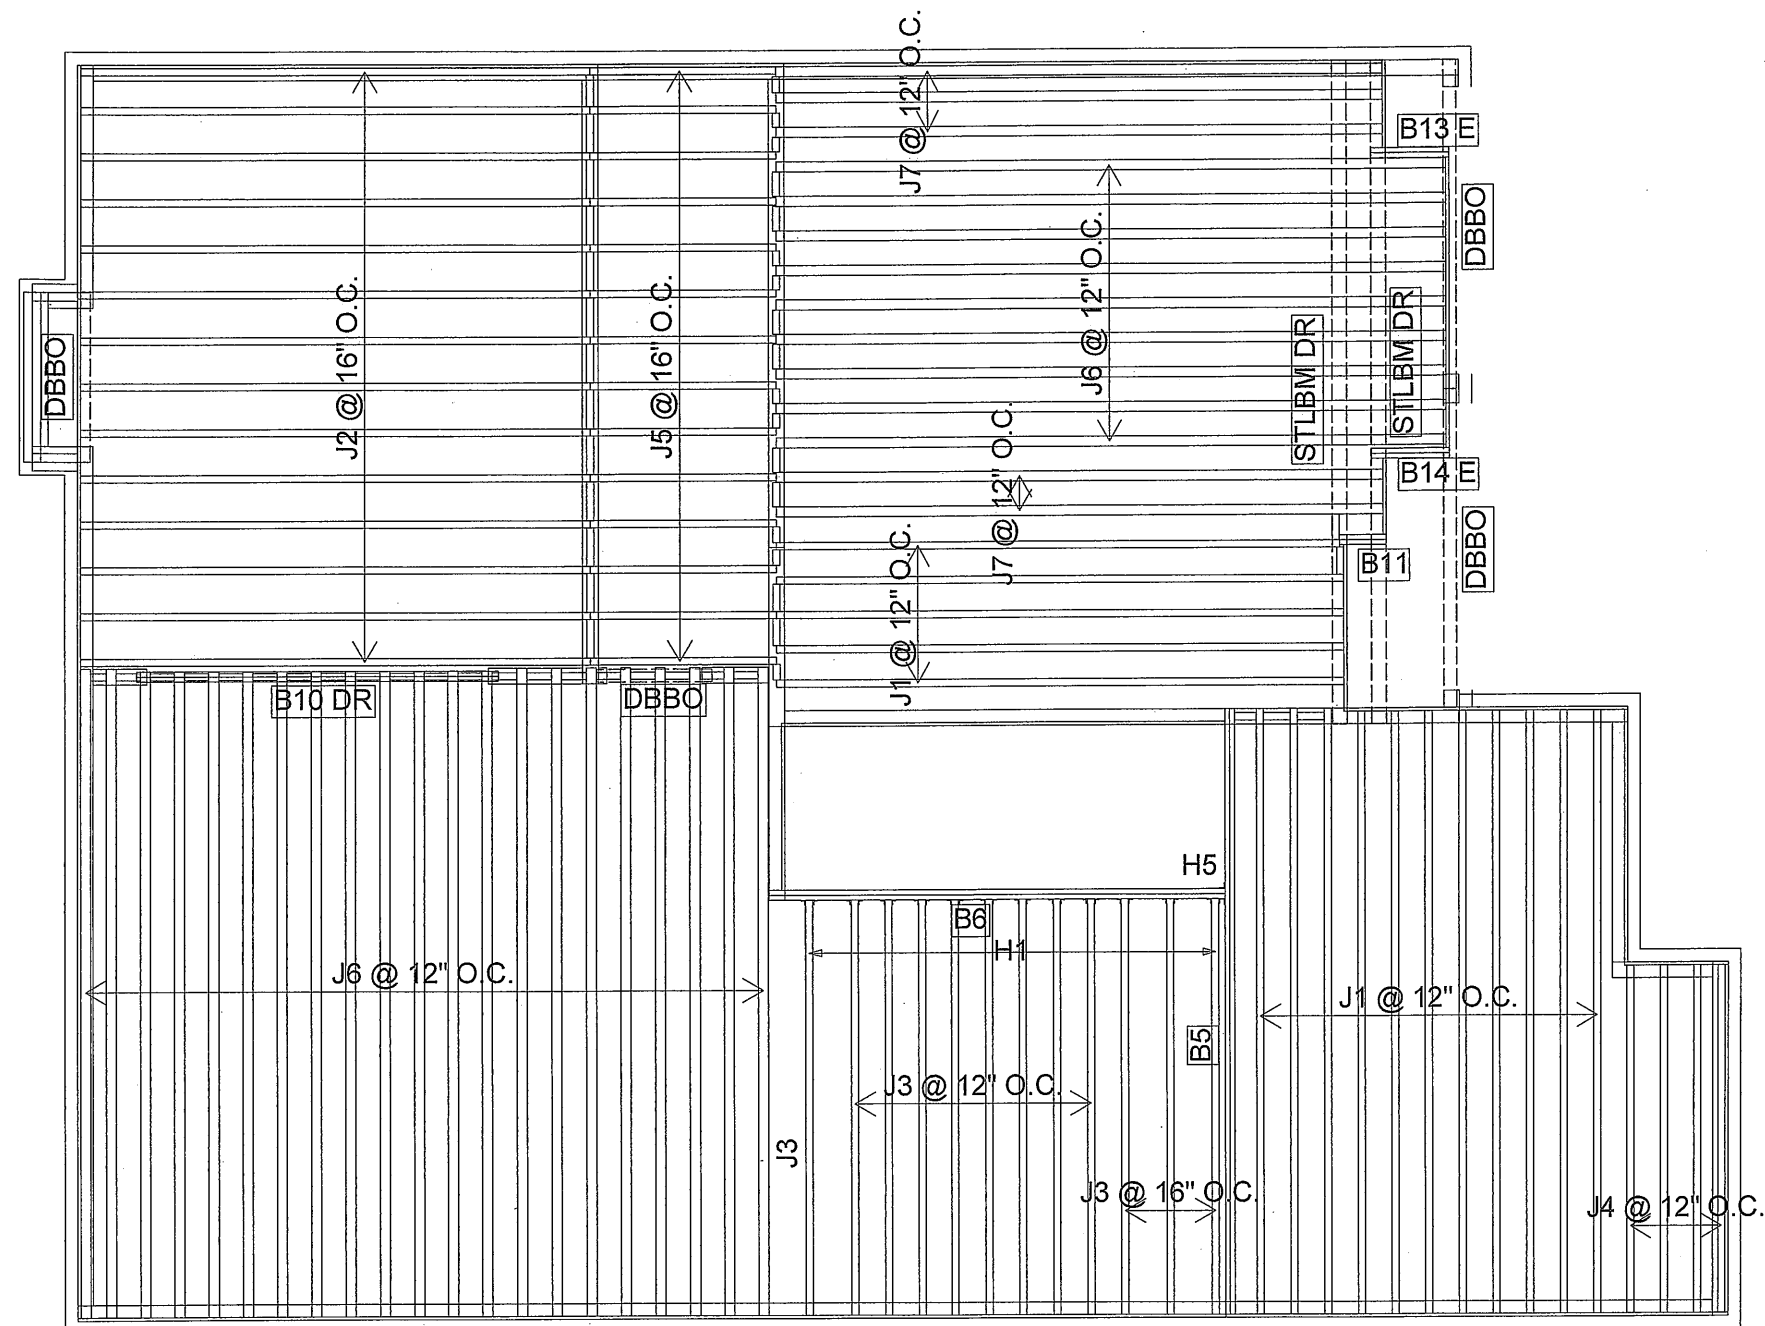 J7 @ 12" O.C.
B13 E
DBBO
J2 @ 16" O.C.
J5 @ 16" O.C.
J6 @ 12" O.C.
STLBM DR
STLBM DR
DBBO
J7 @ 12" O.C.
B14 E
J1 @ 12" O.C.
B11
DBBO
B10 DR
DBBO
H5
B6
H1
J6 @ 12" O.C.
J1 @ 12" O.C.
B5
J3 @ 12" O.C.
J3
J3 @ 16" O.C.
J4 @ 12" O.C.